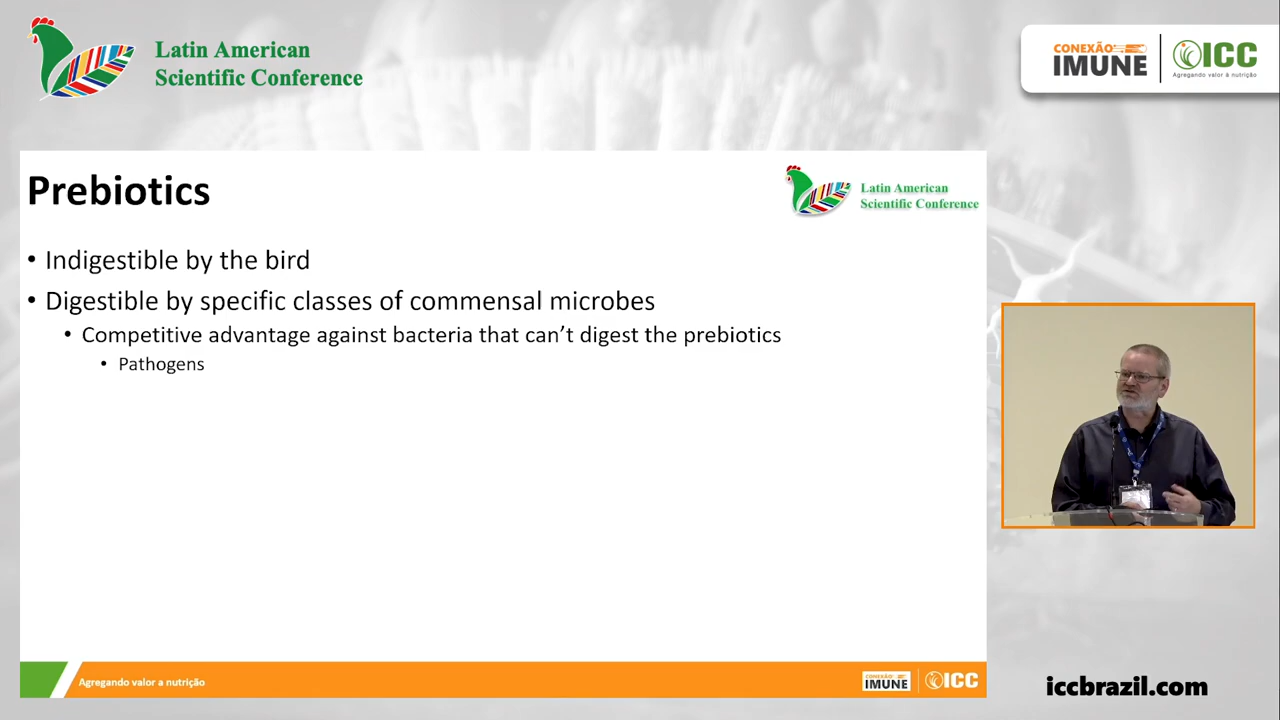 Latin American
Scientific Conference
CONEXÃO
IMUNE
ICC
Agregando valor à nutrição
Prebiotics
Latin American
Scientific Conference
• Indigestible by the bird
• Digestible by specific classes of commensal microbes
• Competitive advantage against bacteria that can’t digest the prebiotics
• Pathogens
Agregando valor a nutrição
CONEXÃO
IMUNE
ICC
iccbrazil.com